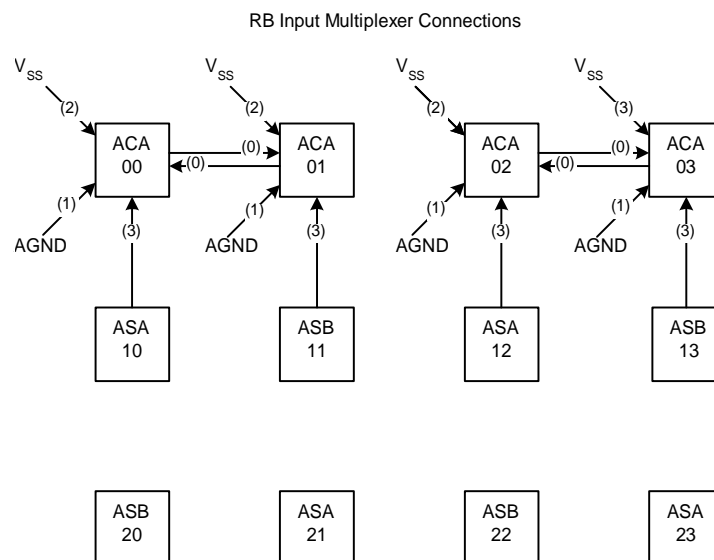 RB Input Multiplexer Connections
VSS VSS VSS VSS
(2) (2) (2) (3)
ACA 00
(0)
(0)
ACA 01
ACA 02
(0)
(0)
ACA 03
(1) (1) (1) (1)
AGND AGND AGND AGND
(3) (3) (3) (3)
ASA 10
ASB 11
ASA 12
ASB 13
ASB 20
ASA 21
ASB 22
ASA 23